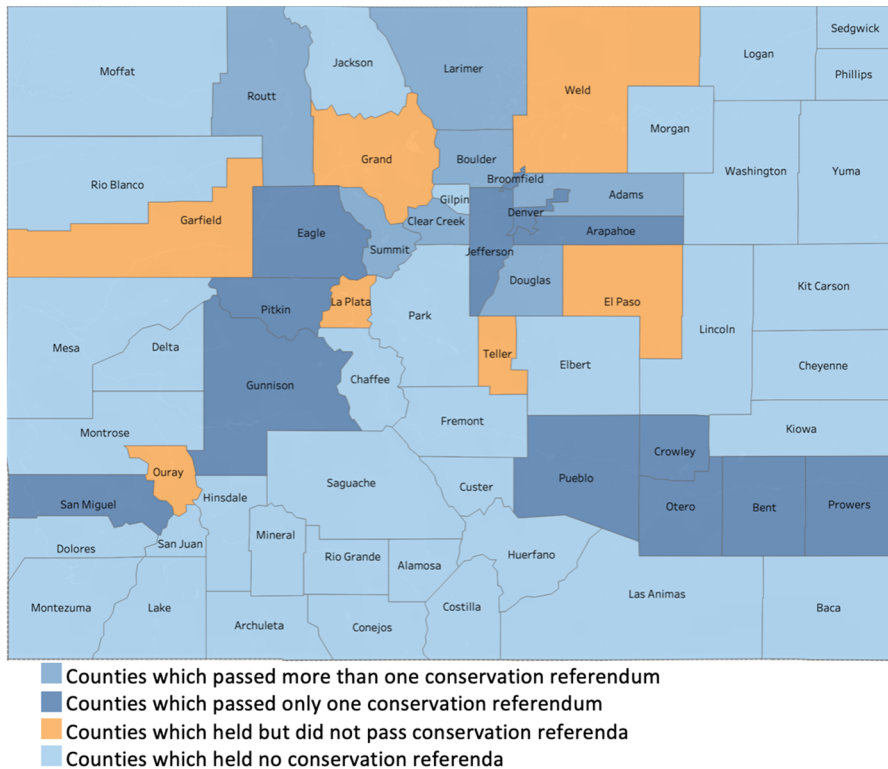 Sedgwick
Logan
Jackson
Larimer
Moffat
Phillips
Weld
Routt
Morgan
Grand
Boulder
Washington
Yuma
Broomfield
Rio Blanco
Adams
Gilpin
Denver
Garfield
Clear Creek
Eagle
Arapahoe
Summit
Jefferson
Douglas
Kit Carson
La Plata
El Paso
Pitkin
Park
Lincoln
Mesa
Delta
Teller
Elbert
Cheyenne
Chaffee
Gunnison
Fremont
Kiowa
Montrose
Crowley
Ouray
Pueblo
Saguache
Custer
Hinsdale
San Miguel
Otero
Bent
Prowers
Mineral
San Juan
Dolores
Rio Grande
Huerfano
Alamosa
Las Animas
Montezuma
Lake
Costilla
Baca
Archuleta
Conejos
Counties which passed more than one conservation referendum
Counties which passed only one conservation referendum
Counties which held but did not pass conservation referenda
Counties which held no conservation referenda